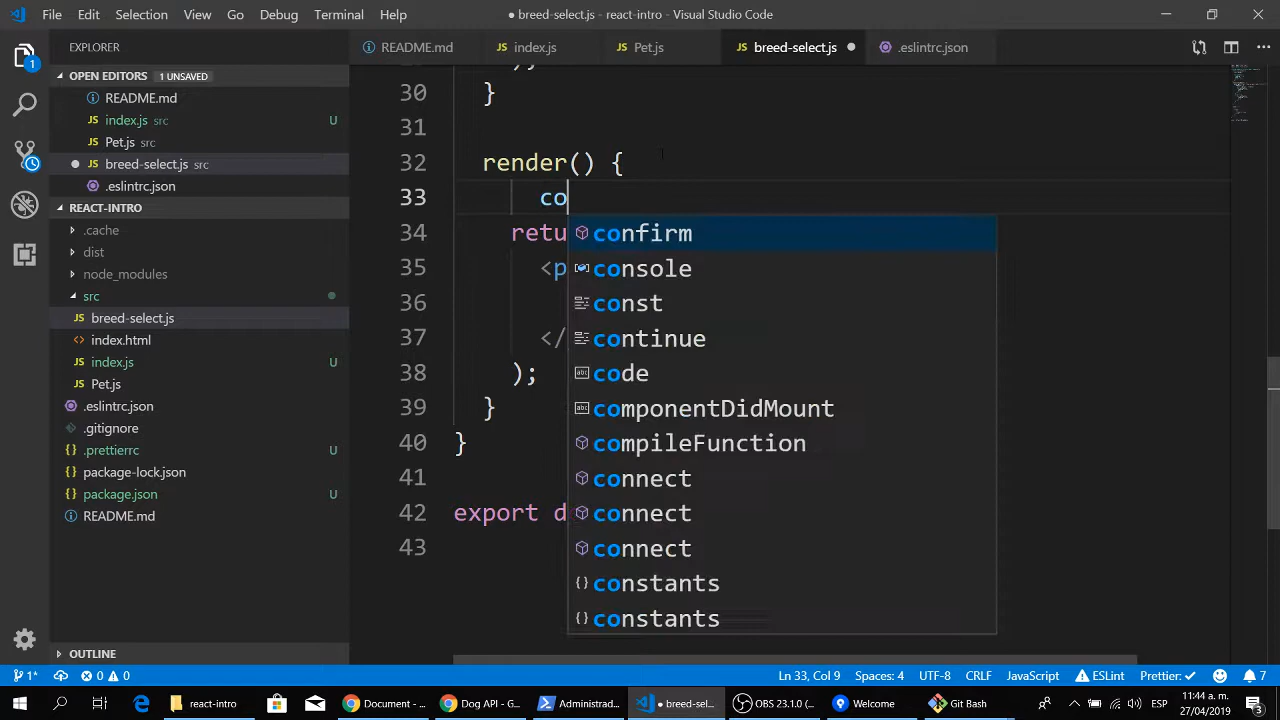 File Edit Selection View Go Debug Terminal Help ● breed-select.js - react-intro - Visual Studio Code
EXPLORER
README.md index.js Pet.js breed-select.js .eslintrc.json
OPEN EDITORS 1 UNSAVED
README.md
index.js src U
Pet.js src
breed-select.js src
.eslintrc.json
REACT-INTRO
.cache
dist
node_modules
src
breed-select.js
index.html
index.js U
Pet.js
.eslintrc.json
.gitignore
.prettierrc U
package-lock.json
package.json U
README.md
OUTLINE
30 }
31
32 render() {
33 co
34 retu
35 <p
36
37 </
38 );
39 }
40 }
41
42 export d
43
confirm
console
const
continue
code
componentDidMount
compileFunction
connect
connect
connect
constants
constants
1
1* 0 0 Ln 33, Col 9 Spaces: 4 UTF-8 CRLF JavaScript ESLint Prettier: ✓ 7
react-intro Document - ... Dog API - G... Administrad... ● breed-sel... OBS 23.1.0 (... Welcome Git Bash ESP 11:44 a. m.
27/04/2019 3